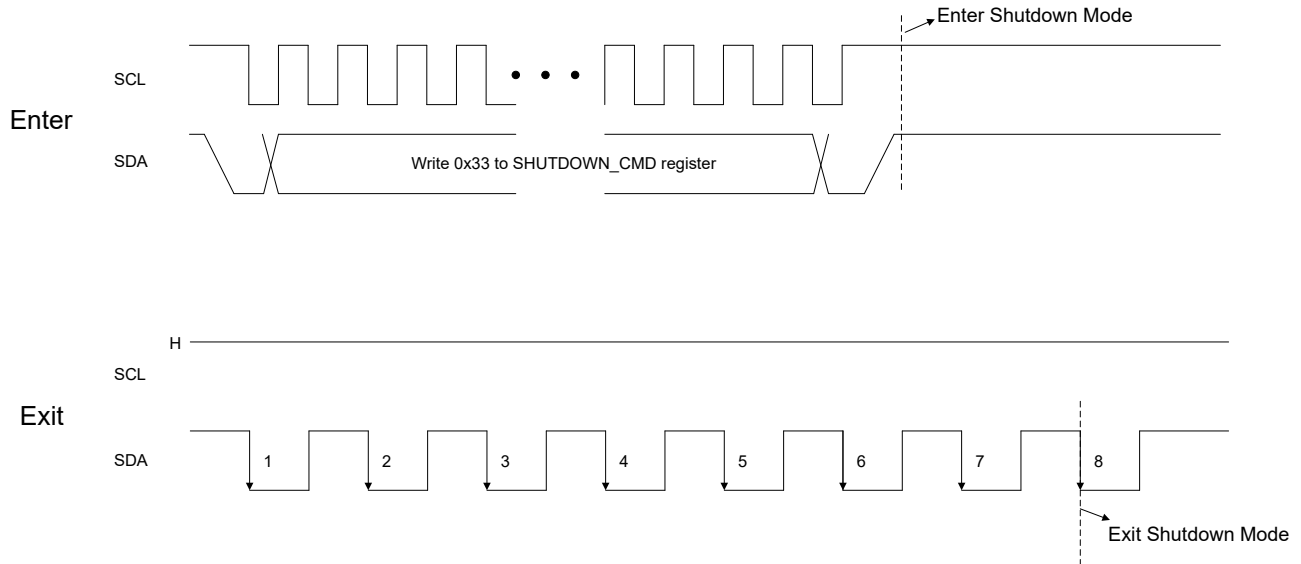 Enter Shutdown Mode
SCL
Enter
SDA
Write 0x33 to SHUTDOWN_CMD register
H
SCL
Exit
SDA
1 2 3 4 5 6 7 8
Exit Shutdown Mode